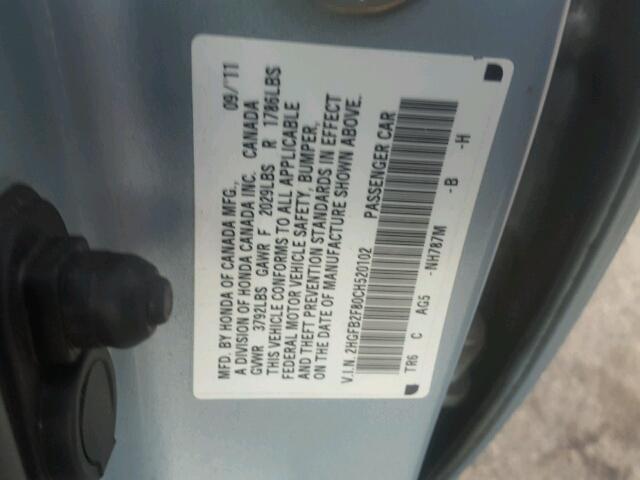 MFD. BY HONDA OF CANADA MFG., 09/11
A DIVISION OF HONDA CANADA INC. CANADA
GVWR 3792LBS GAWR F 2029LBS R 1786LBS
THIS VEHICLE CONFORMS TO ALL APPLICABLE
FEDERAL MOTOR VEHICLE SAFETY, BUMPER,
AND THEFT PREVENTION STANDARDS IN EFFECT
ON THE DATE OF MANUFACTURE SHOWN ABOVE.
V.I.N. 2HGFB2F80CH520102 PASSENGER CAR
TR6 C AG5 -NH787M -B -H